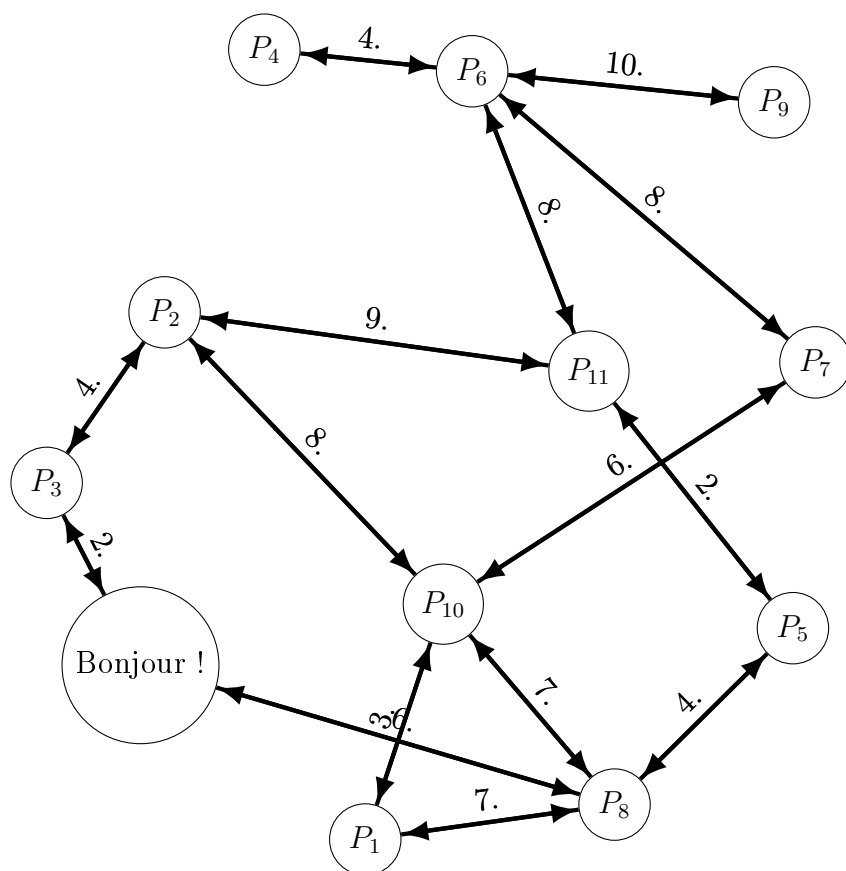 P₄
4.
P₆
10.
P₉
8.
8.
P₂
9.
P₁₁
P₇
4.
8.
6.
2.
P₃
2.
P₁₀
P₅
Bonjour !
3.
6.
7.
4.
7.
P₈
P₁